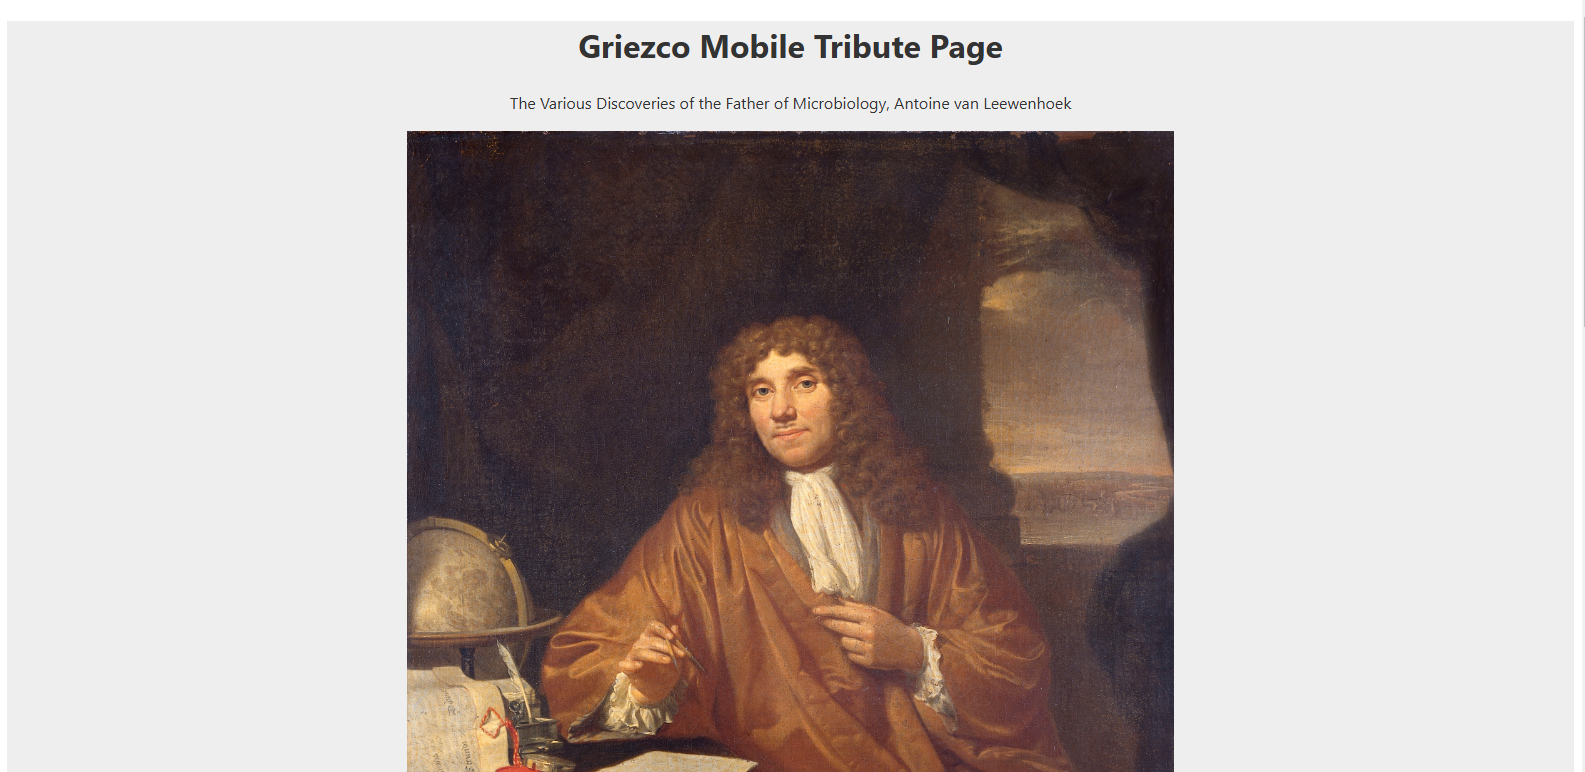 Griezco Mobile Tribute Page
The Various Discoveries of the Father of Microbiology, Antoine van Leewenhoek